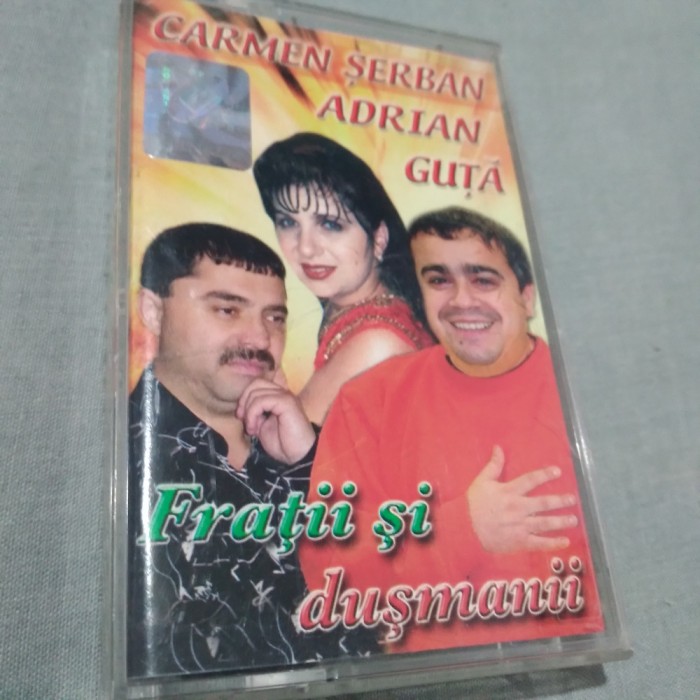 CARMEN ŞERBAN
ADRIAN
GUŢĂ
Fraţii şi
duşmanii